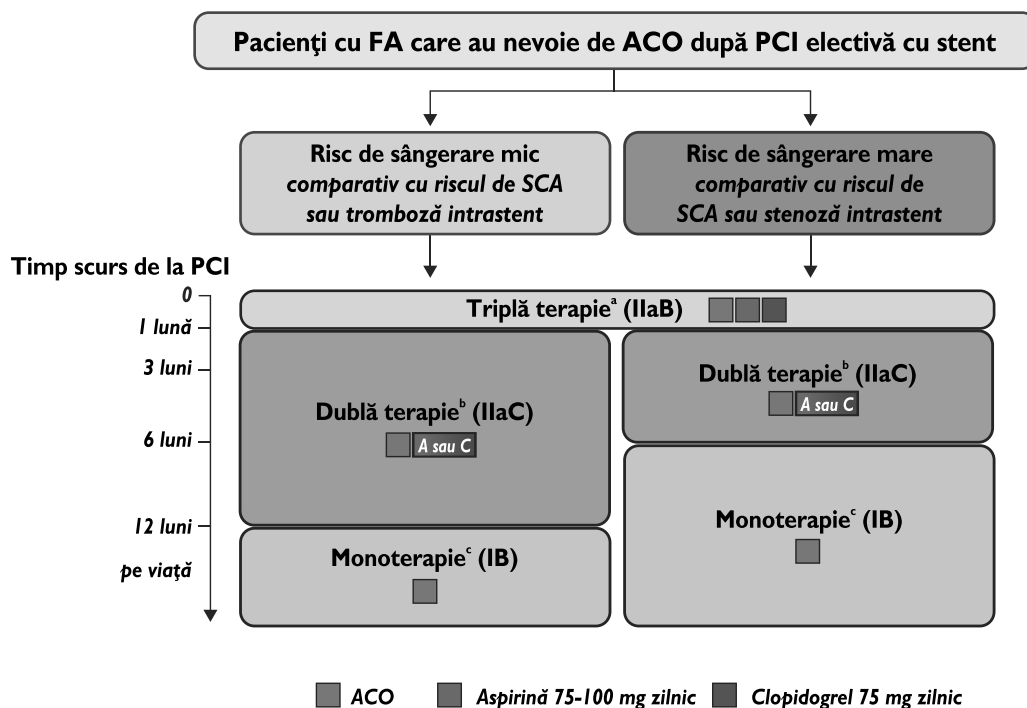 Pacienţi cu FA care au nevoie de ACO după PCI electivă cu stent
Risc de sângerare mic
comparativ cu riscul de SCA
sau tromboză intrastent
Risc de sângerare mare
comparativ cu riscul de
SCA sau stenoză intrastent
Timp scurs de la PCI
0
1 lună
3 luni
6 luni
12 luni
pe viaţă
Triplă terapieᵃ (IIaB)
Dublă terapieᵇ (IIaC)
A sau C
Monoterapieᶜ (IB)
Dublă terapieᵇ (IIaC)
A sau C
Monoterapieᶜ (IB)
ACO
Aspirină 75-100 mg zilnic
Clopidogrel 75 mg zilnic